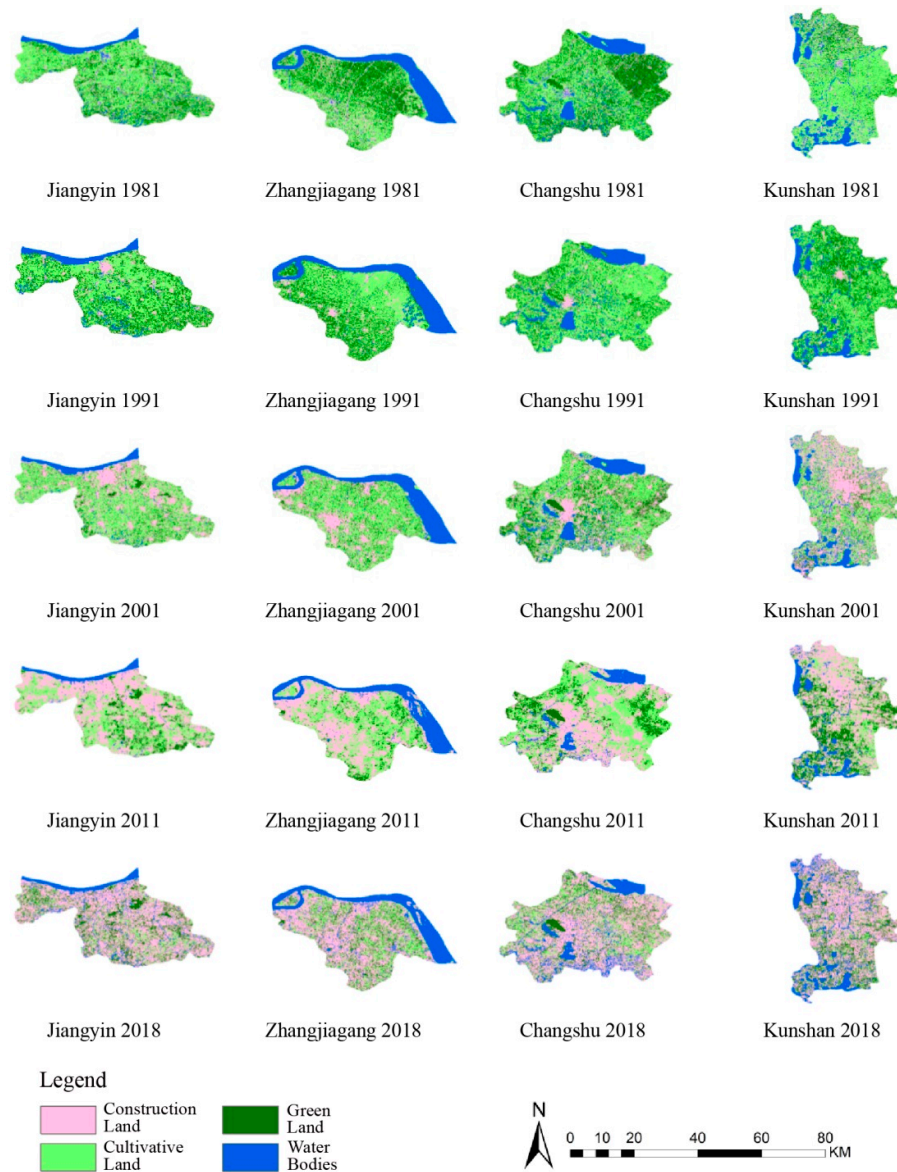 Jiangyin 1981 Zhangjiagang 1981 Changshu 1981 Kunshan 1981
Jiangyin 1991 Zhangjiagang 1991 Changshu 1991 Kunshan 1991
Jiangyin 2001 Zhangjiagang 2001 Changshu 2001 Kunshan 2001
Jiangyin 2011 Zhangjiagang 2011 Changshu 2011 Kunshan 2011
Jiangyin 2018 Zhangjiagang 2018 Changshu 2018 Kunshan 2018
Legend
Construction
Land
Green
Land
Cultivative
Land
Water
Bodies
N
0 10 20 40 60 80
KM